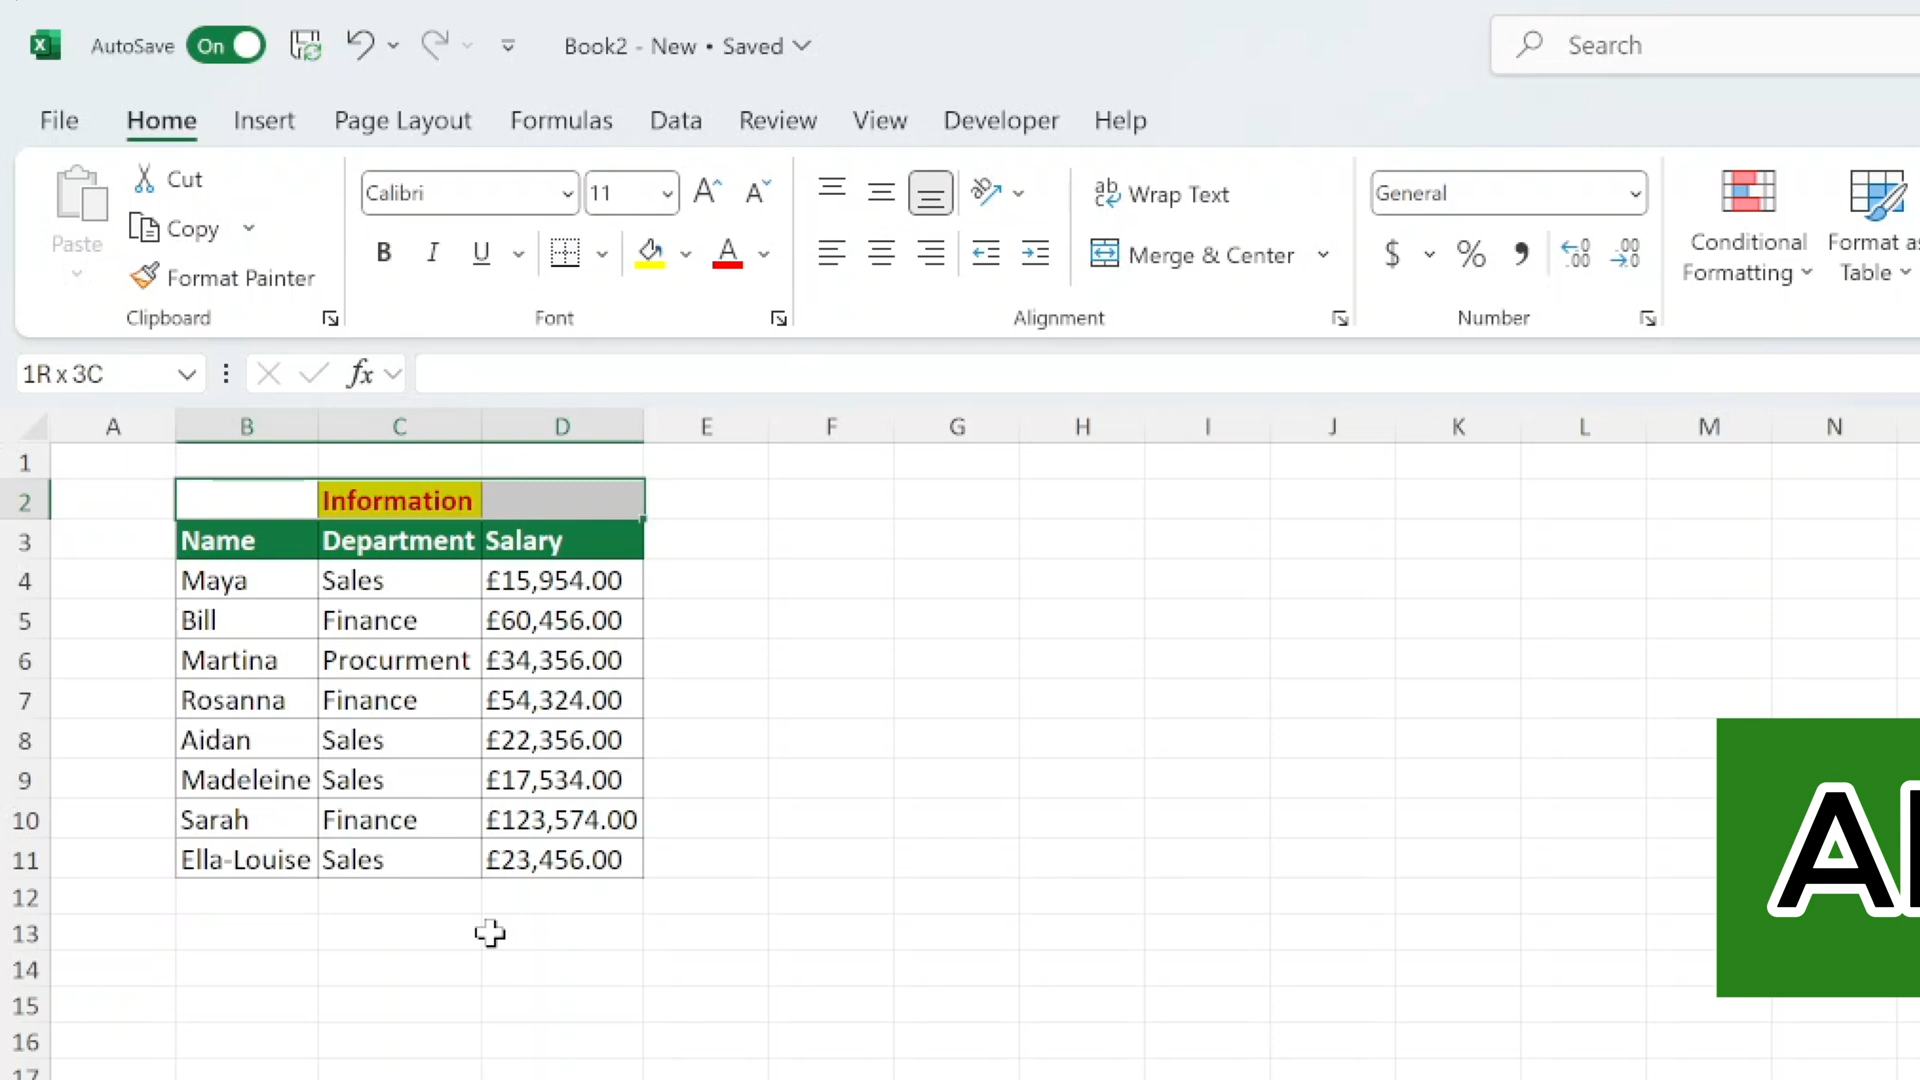 AutoSave On Book2 - New • Saved Search
File Home Insert Page Layout Formulas Data Review View Developer Help
Paste
Cut
Copy
Format Painter
Clipboard
Calibri 11
B I U A
Font
Wrap Text
Merge & Center
Alignment
General
$ %
Number
Conditional
Formatting
Format as
Table
1R x 3C fx
A B C D E F G H I J K L M N
1
2 Information
3 Name Department Salary
4 Maya Sales £15,954.00
5 Bill Finance £60,456.00
6 Martina Procurment £34,356.00
7 Rosanna Finance £54,324.00
8 Aidan Sales £22,356.00
9 Madeleine Sales £17,534.00
10 Sarah Finance £123,574.00
11 Ella-Louise Sales £23,456.00
12
13
14
15
16
17